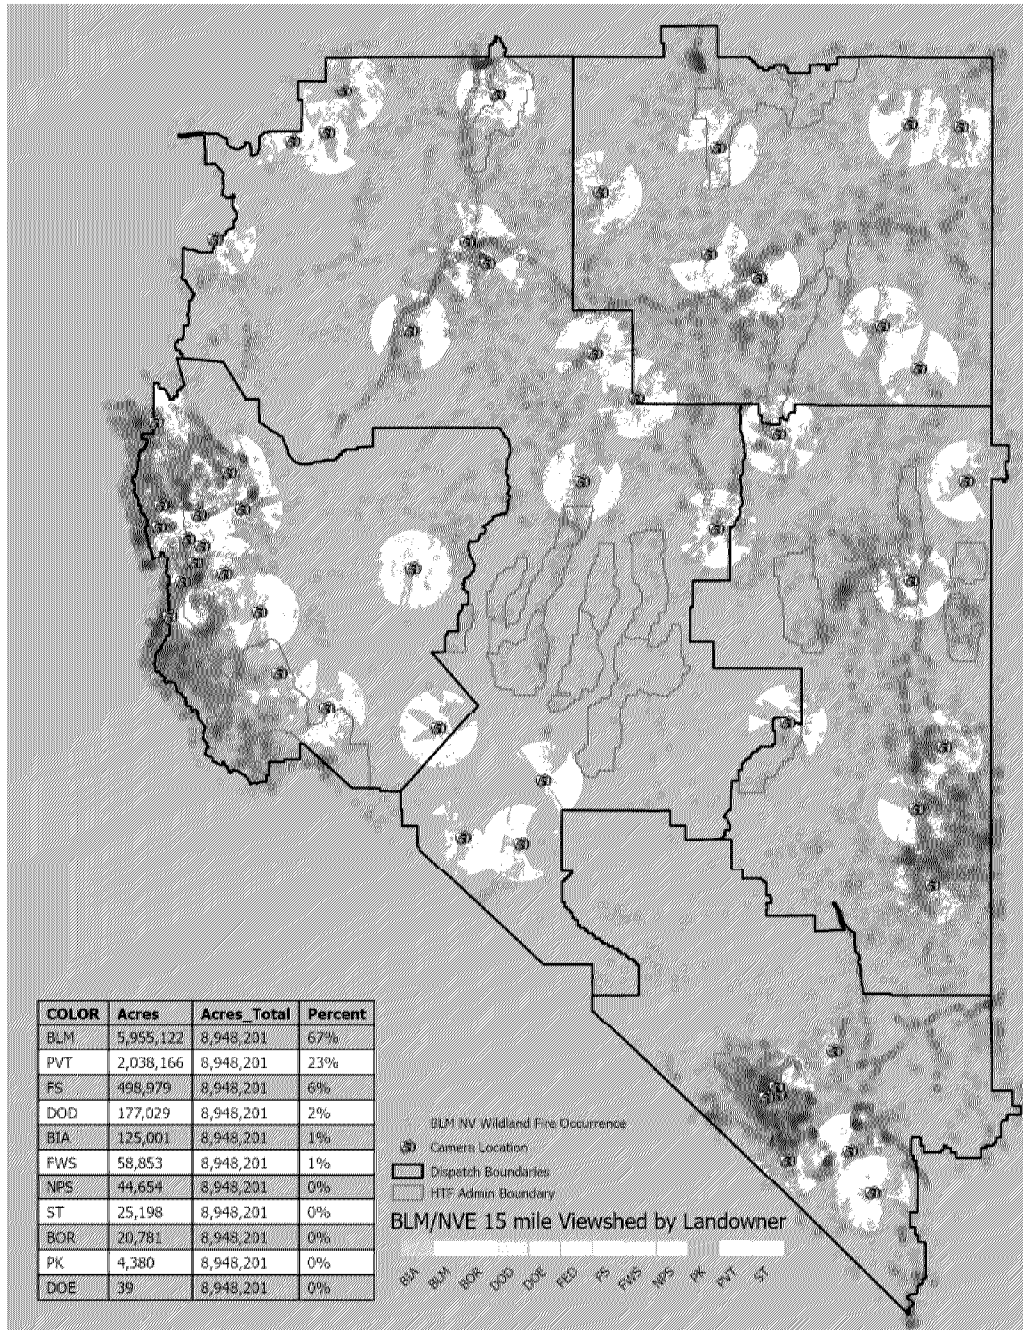 COLOR Acres Acres_Total Percent
BLM 5,955,122 8,948,201 67%
PVT 2,038,166 8,948,201 23%
FS 498,979 8,948,201 6%
DOD 177,029 8,948,201 2%
BIA 125,001 8,948,201 1%
FWS 58,853 8,948,201 1%
NPS 44,654 8,948,201 0%
ST 25,198 8,948,201 0%
BOR 20,781 8,948,201 0%
PK 4,380 8,948,201 0%
DOE 39 8,948,201 0%
BLM NV Wildland Fire Occurrence
Camera Location
Dispatch Boundaries
HTF Admin Boundary
BLM/NVE 15 mile Viewshed by Landowner
BIA BLM BOR DOD DOE FED FS FWS NPS PK PVT ST